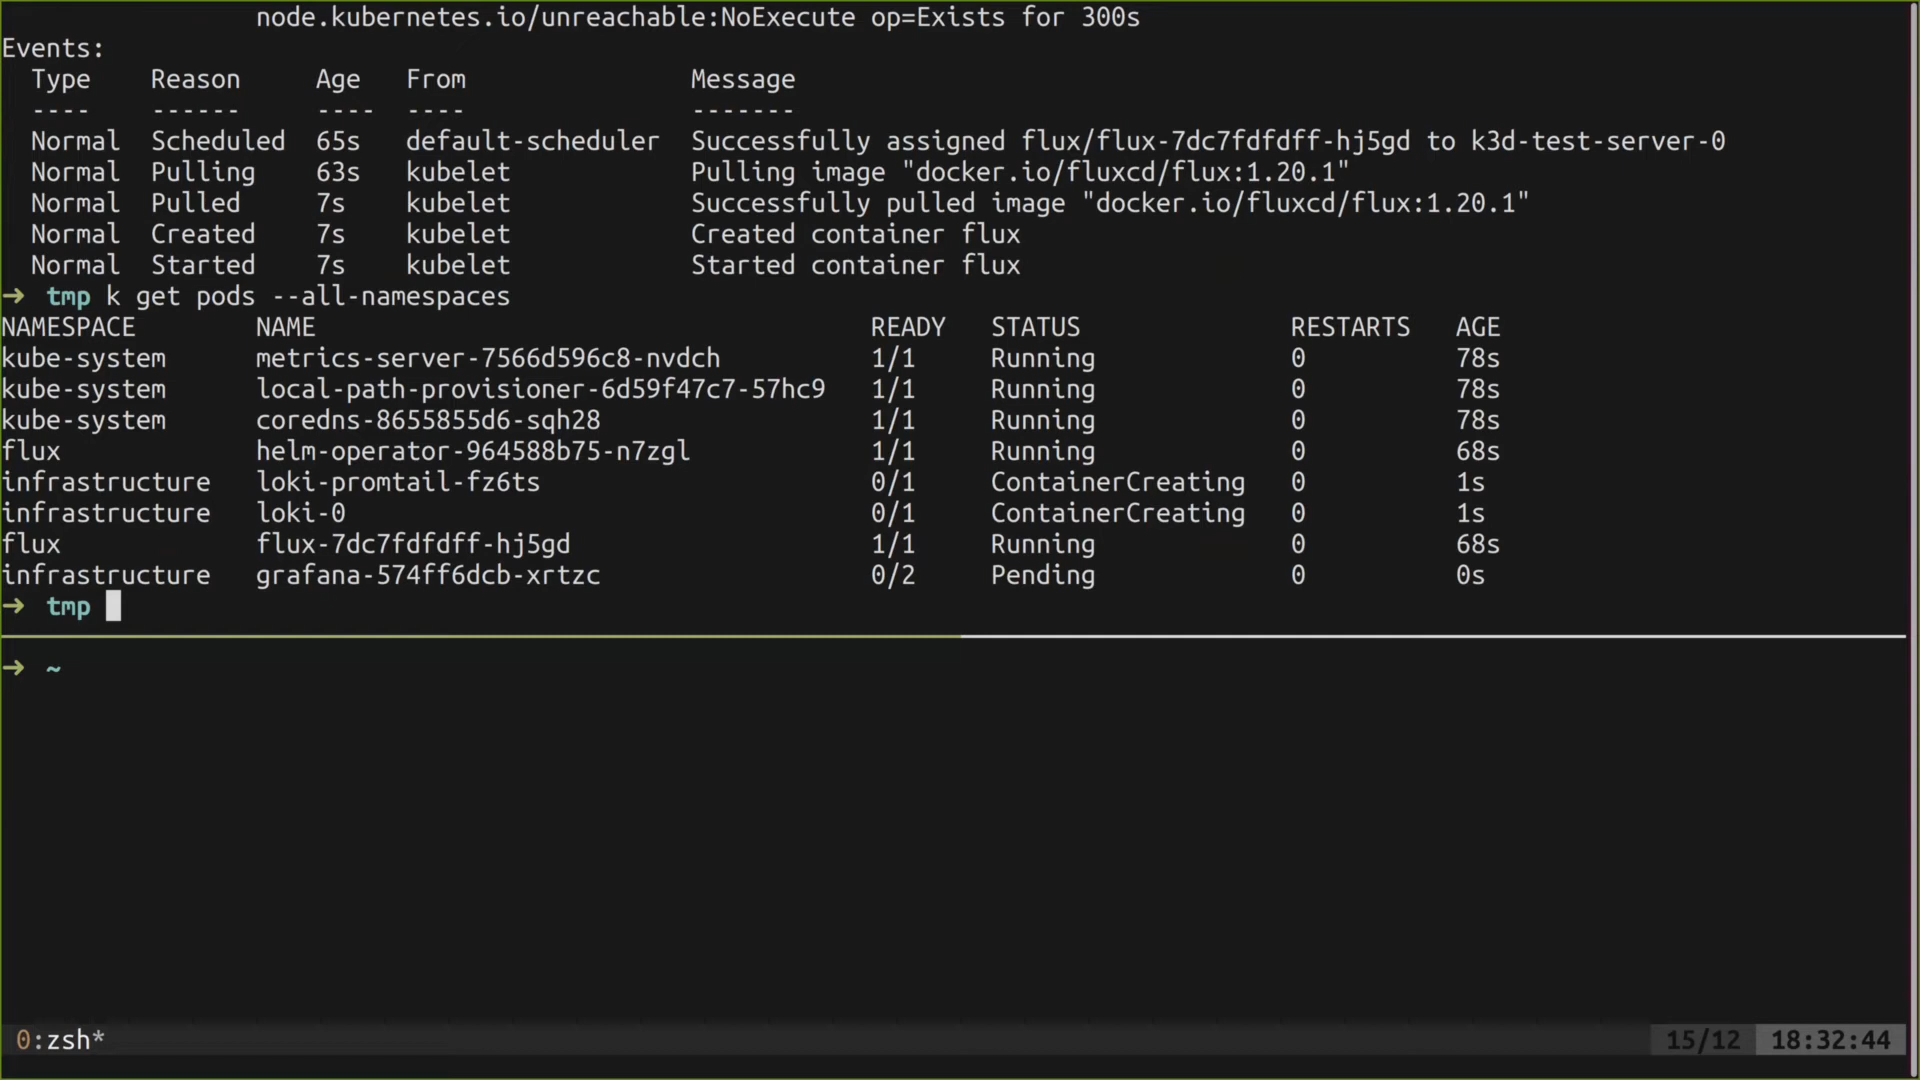 node.kubernetes.io/unreachable:NoExecute op=Exists for 300s
Events:
Type Reason Age From Message
---- ------ ---- ---- -------
Normal Scheduled 65s default-scheduler Successfully assigned flux/flux-7dc7fdfdff-hj5gd to k3d-test-server-0
Normal Pulling 63s kubelet Pulling image "docker.io/fluxcd/flux:1.20.1"
Normal Pulled 7s kubelet Successfully pulled image "docker.io/fluxcd/flux:1.20.1"
Normal Created 7s kubelet Created container flux
Normal Started 7s kubelet Started container flux
➜ tmp k get pods --all-namespaces
NAMESPACE NAME READY STATUS RESTARTS AGE
kube-system metrics-server-7566d596c8-nvdch 1/1 Running 0 78s
kube-system local-path-provisioner-6d59f47c7-57hc9 1/1 Running 0 78s
kube-system coredns-8655855d6-sqh28 1/1 Running 0 78s
flux helm-operator-964588b75-n7zgl 1/1 Running 0 68s
infrastructure loki-promtail-fz6ts 0/1 ContainerCreating 0 1s
infrastructure loki-0 0/1 ContainerCreating 0 1s
flux flux-7dc7fdfdff-hj5gd 1/1 Running 0 68s
infrastructure grafana-574ff6dcb-xrtzc 0/2 Pending 0 0s
➜ tmp
➜ ~
0:zsh* 15/12 18:32:44